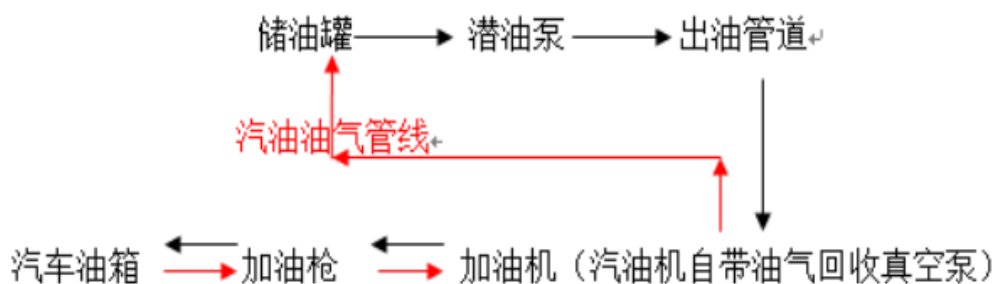 储油罐 潜油泵 出油管道
汽油油气管线
汽车油箱 加油枪 加油机（汽油机自带油气回收真空泵）